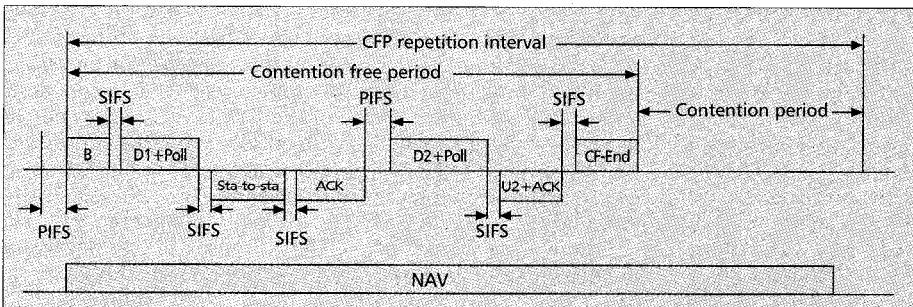 CFP repetition interval
Contention free period
SIFS
PIFS
SIFS
Contention period
B
D1+Poll
D2+Poll
CF-End
Sta-to-sta
ACK
U2+ACK
PIFS
SIFS
SIFS
SIFS
NAV